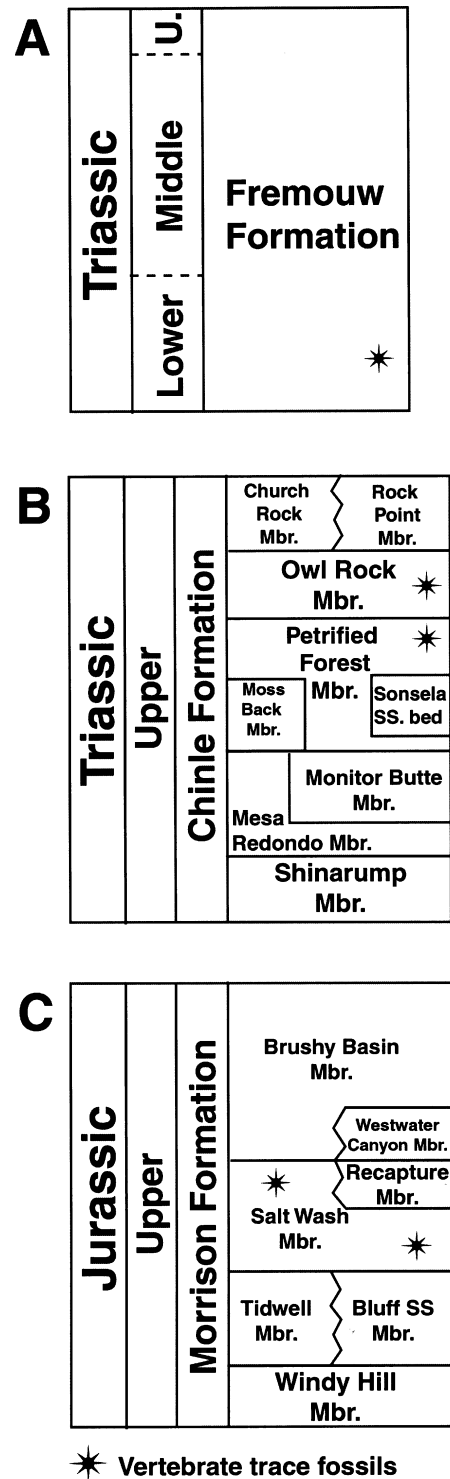 A
Triassic
U.
Middle
Lower
Fremouw
Formation
B
Triassic
Upper
Chinle Formation
Church
Rock
Mbr.
Rock
Point
Mbr.
Owl Rock
Mbr.
Petrified
Forest
Mbr.
Moss
Back
Mbr.
Sonsela
SS. bed
Monitor Butte
Mbr.
Mesa
Redondo Mbr.
Shinarump
Mbr.
C
Jurassic
Upper
Morrison Formation
Brushy Basin
Mbr.
Westwater
Canyon Mbr.
Recapture
Mbr.
Salt Wash
Mbr.
Tidwell
Mbr.
Bluff SS
Mbr.
Windy Hill
Mbr.
Vertebrate trace fossils